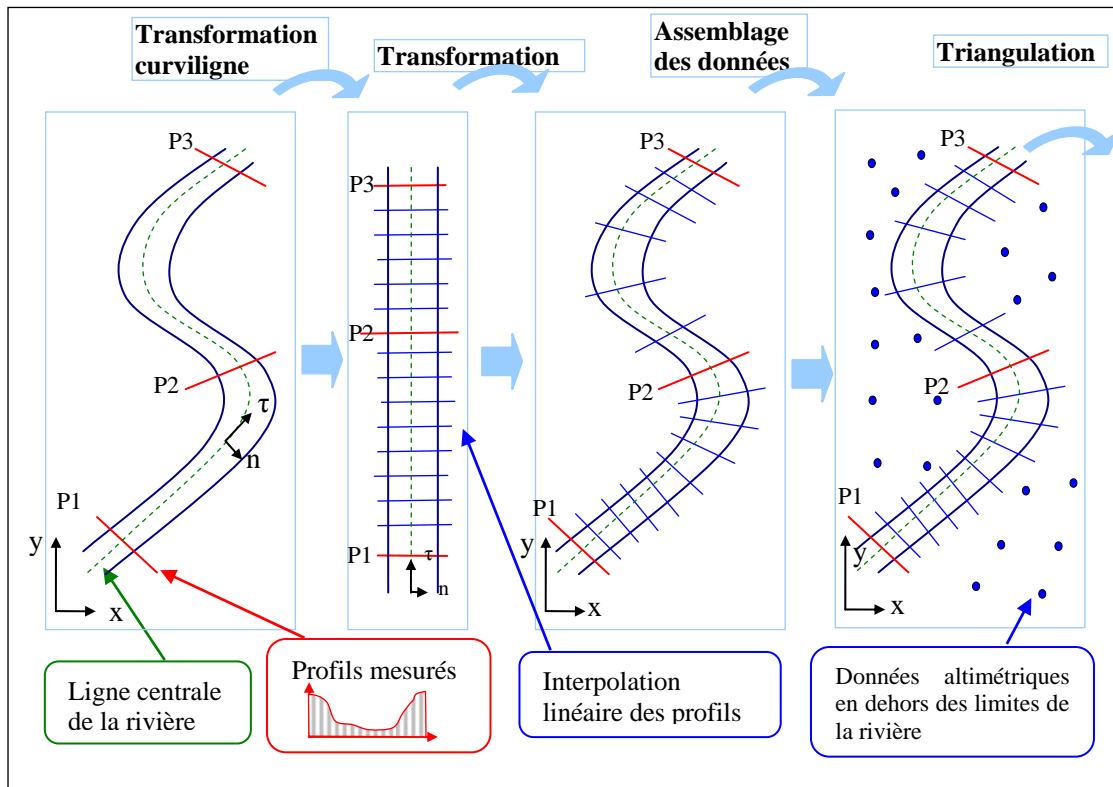 Transformation
curviligne
Transformation
Assemblage
des données
Triangulation
P3
P2
τ
n
P1
y
x
P3
P2
P1
τ
n
P3
P2
P1
y
x
P3
P2
P1
y
x
Ligne centrale
de la rivière
Profils mesurés
Interpolation
linéaire des profils
Données altimétriques
en dehors des limites de
la rivière